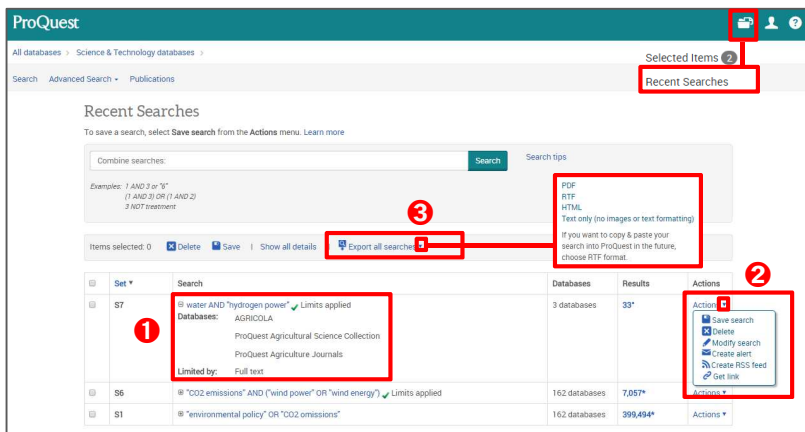 ProQuest
All databases > Science & Technology databases >
Selected Items 2
Search Advanced Search Publications
Recent Searches
Recent Searches
To save a search, select Save search from the Actions menu. Learn more
Combine searches:
Search
Search tips
Examples: 1 AND 3 or "6"
(1 AND 3) OR (1 AND 2)
3 NOT treatment
PDF
RTF
HTML
Text only (no images or text formatting)
If you want to copy & paste your
search into ProQuest in the future,
choose RTF format.
3
Items selected: 0 Delete Save | Show all details | Export all searches
2
Set Search Databases Results Actions
1
S7 water AND "hydrogen power" Limits applied 3 databases 33* Actions
Databases: AGRICOLA
ProQuest Agricultural Science Collection
ProQuest Agriculture Journals
Limited by: Full text
Save search
Delete
Modify search
Create alert
Create RSS feed
Get link
S6 "CO2 emissions" AND ("wind power" OR "wind energy") Limits applied 162 databases 7,057* Actions
S1 "environmental policy" OR "CO2 omissions" 162 databases 399,494* Actions